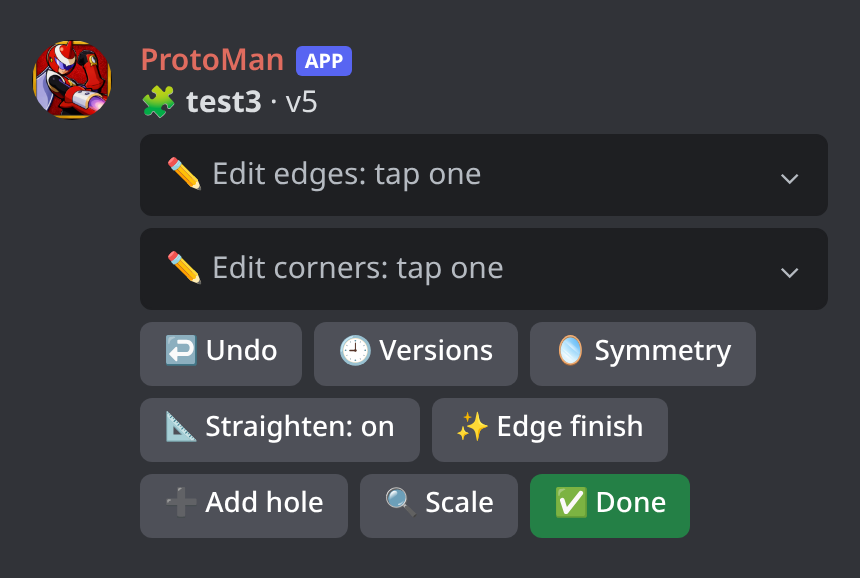 ProtoMan APP
🧩 test3 · v5
✏️ Edit edges: tap one
✏️ Edit corners: tap one
↩️ Undo 🕘 Versions 🪞 Symmetry
📐 Straighten: on ✨ Edge finish
➕ Add hole 🔍 Scale ✅ Done